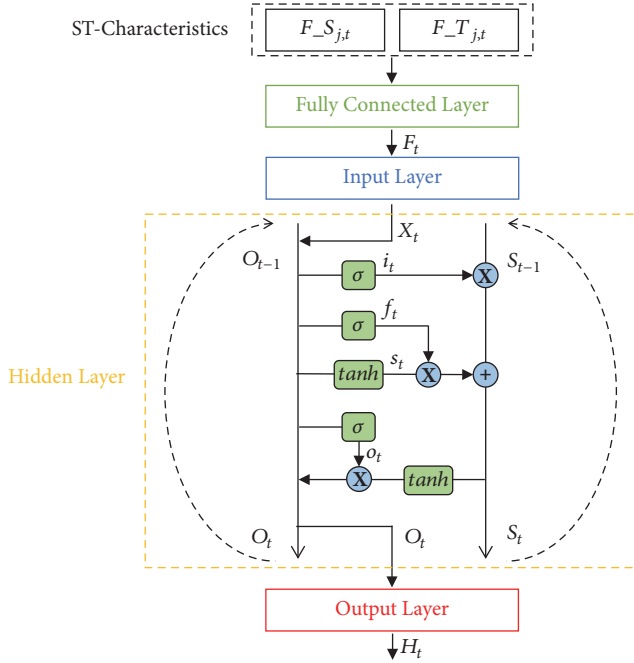 ST-Characteristics
F_S_{j,t} F_T_{j,t}
Fully Connected Layer
F_t
Input Layer
X_t
O_{t−1} S_{t−1}
σ i_t X
σ f_t
tanh s_t X +
Hidden Layer
σ
o_t
X tanh
O_t O_t S_t
Output Layer
H_t